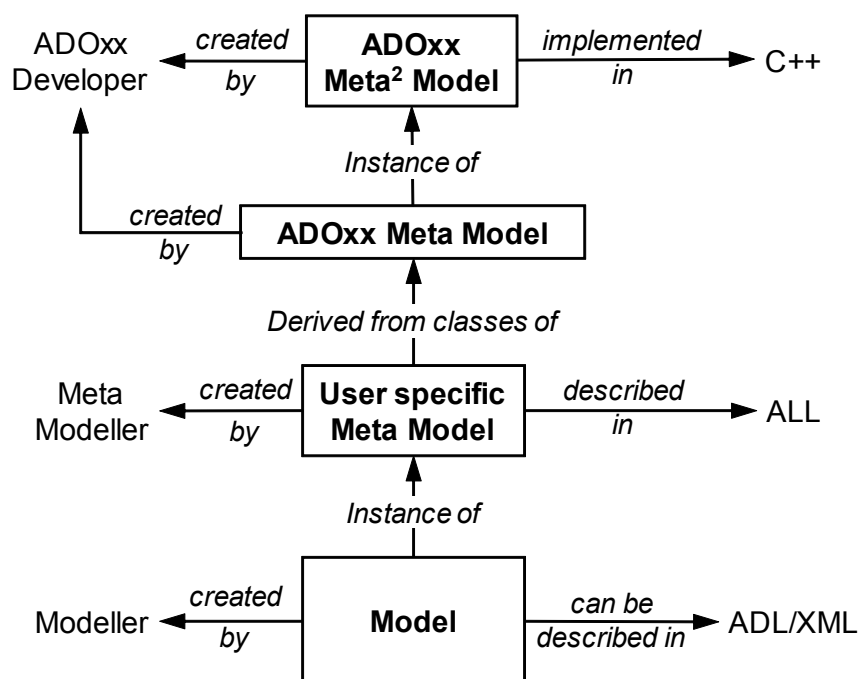 ADOxx
Developer
created
by
ADOxx
Meta² Model
implemented
in
C++
Instance of
created
by
ADOxx Meta Model
Derived from classes of
Meta
Modeller
created
by
User specific
Meta Model
described
in
ALL
Instance of
Modeller
created
by
Model
can be
described in
ADL/XML